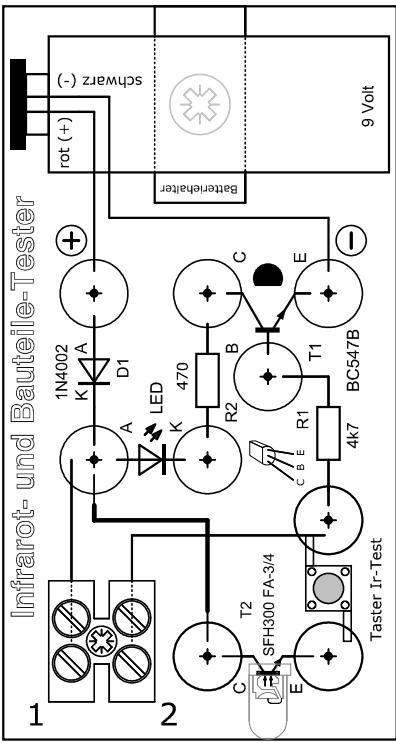 Infrarot- und Bauteile-Tester
rot (+)
schwarz (-)
9 Volt
Batteriehalter
+
-
1N4002
A
K
D1
C
E
B
T1
BC547B
470
R2
LED
A
K
R1
4k7
C B E
T2
SFH300 FA-3/4
C
E
Taster Ir-Test
1
2